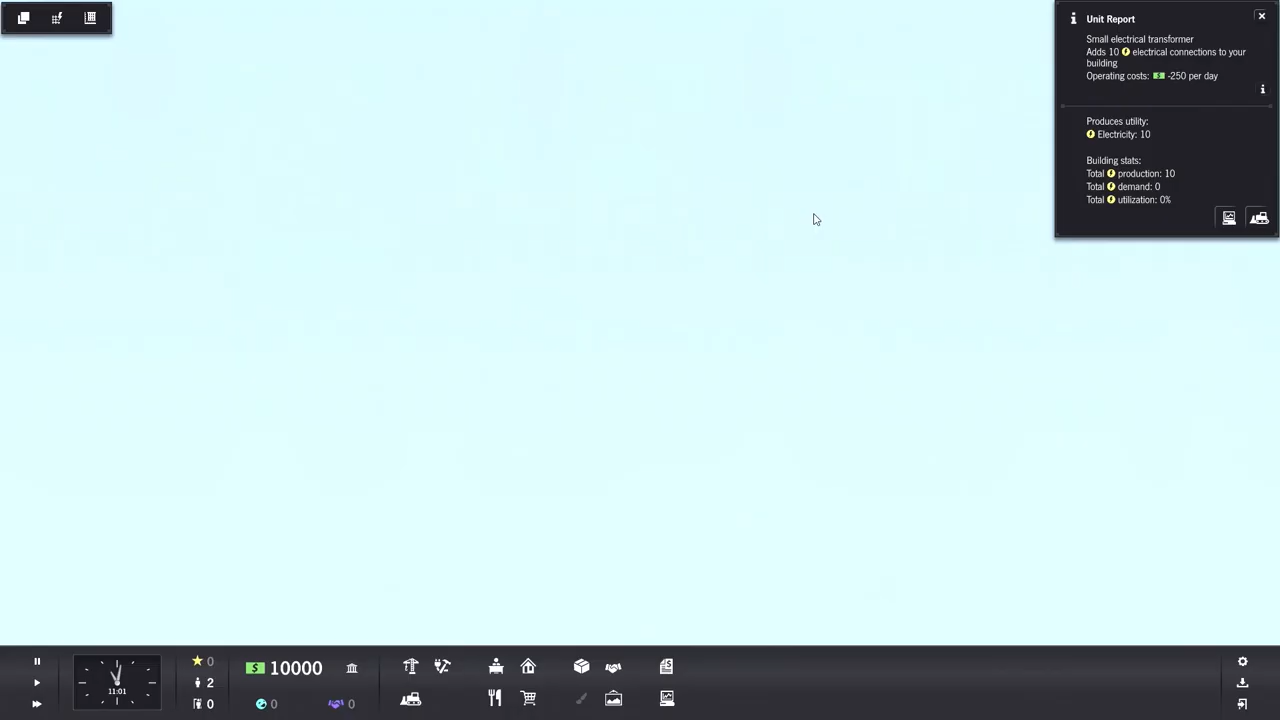 Unit Report
Small electrical transformer
Adds 10 electrical connections to your
building
Operating costs: $ -250 per day
Produces utility:
Electricity: 10
Building stats:
Total production: 10
Total demand: 0
Total utilization: 0%
0
2
0
$ 10000
0
0
11:01